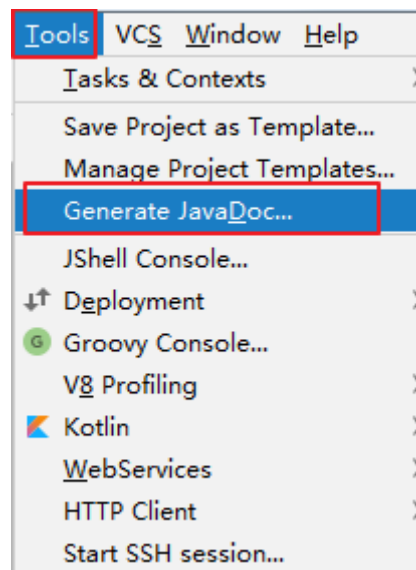 Tools VCS Window Help
Tasks & Contexts
Save Project as Template...
Manage Project Templates...
Generate JavaDoc...
JShell Console...
Deployment
G Groovy Console...
V8 Profiling
Kotlin
WebServices
HTTP Client
Start SSH session...